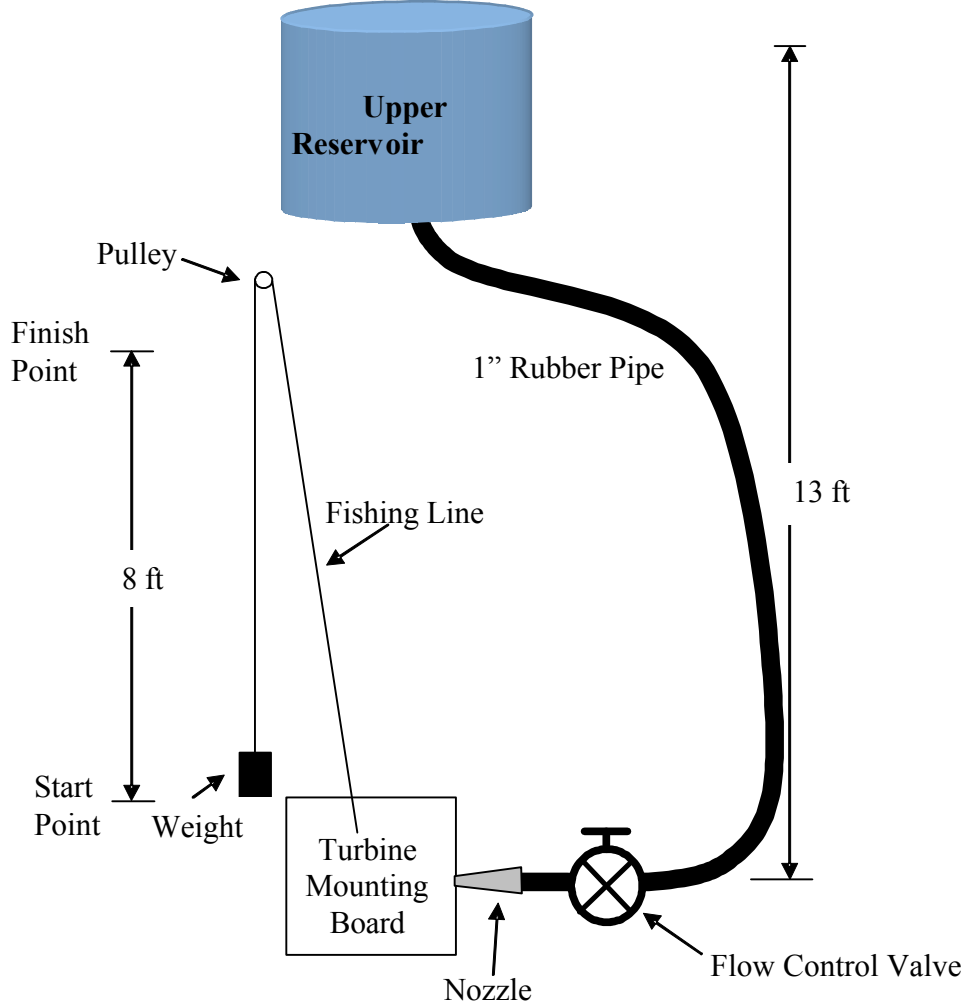 Upper
Reservoir
Pulley
Finish
Point
1” Rubber Pipe
13 ft
Fishing Line
8 ft
Start
Point
Weight
Turbine
Mounting
Board
Flow Control Valve
Nozzle